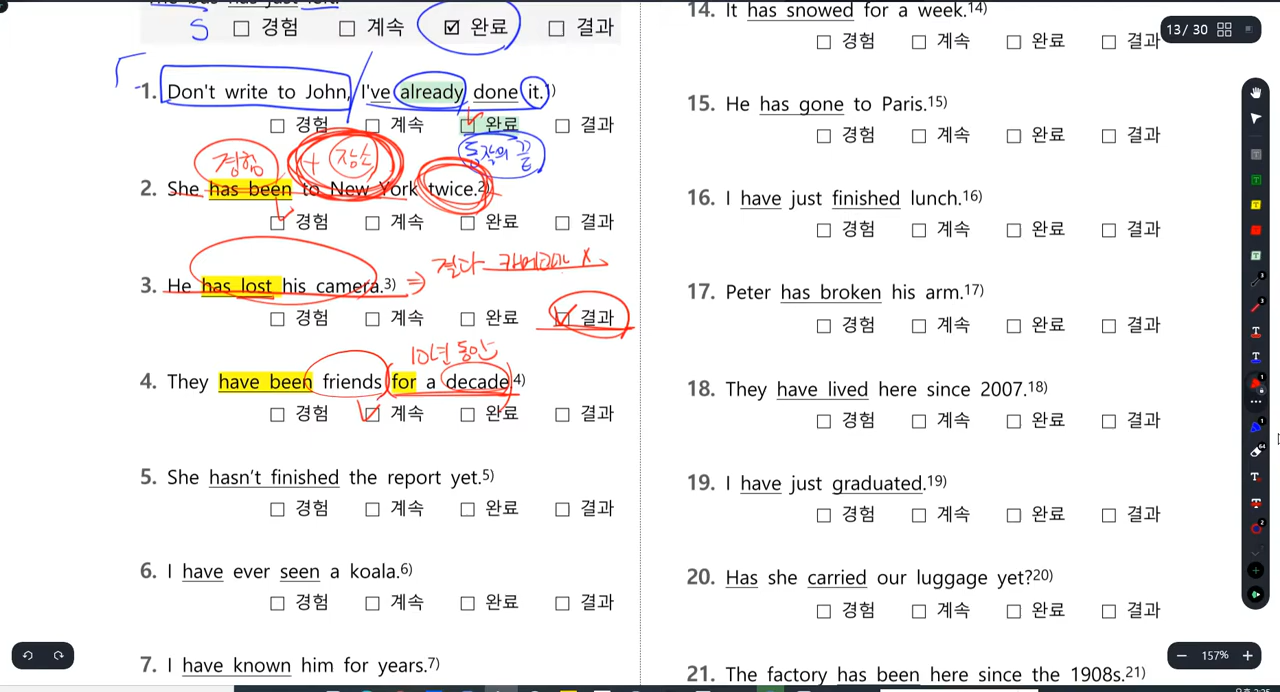 S □ 경험 □ 계속 ☑ 완료 □ 결과
1. Don't write to John, I've already done it.1)
□ 경험 □ 계속 □ 완료 □ 결과
경험 + 장소 동작의 끝
2. She has been to New York twice.2)
□ 경험 □ 계속 □ 완료 □ 결과
3. He has lost his camera.3) ⇒ 결과 카메라 X
□ 경험 □ 계속 □ 완료 □ 결과
10년 동안
4. They have been friends for a decade.4)
□ 경험 □ 계속 □ 완료 □ 결과
5. She hasn't finished the report yet.5)
□ 경험 □ 계속 □ 완료 □ 결과
6. I have ever seen a koala.6)
□ 경험 □ 계속 □ 완료 □ 결과
7. I have known him for years.7)
14. It has snowed for a week.14)
□ 경험 □ 계속 □ 완료 □ 결과
15. He has gone to Paris.15)
□ 경험 □ 계속 □ 완료 □ 결과
16. I have just finished lunch.16)
□ 경험 □ 계속 □ 완료 □ 결과
17. Peter has broken his arm.17)
□ 경험 □ 계속 □ 완료 □ 결과
18. They have lived here since 2007.18)
□ 경험 □ 계속 □ 완료 □ 결과
19. I have just graduated.19)
□ 경험 □ 계속 □ 완료 □ 결과
20. Has she carried our luggage yet?20)
□ 경험 □ 계속 □ 완료 □ 결과
21. The factory has been here since the 1908s.21)
13 / 30
157%